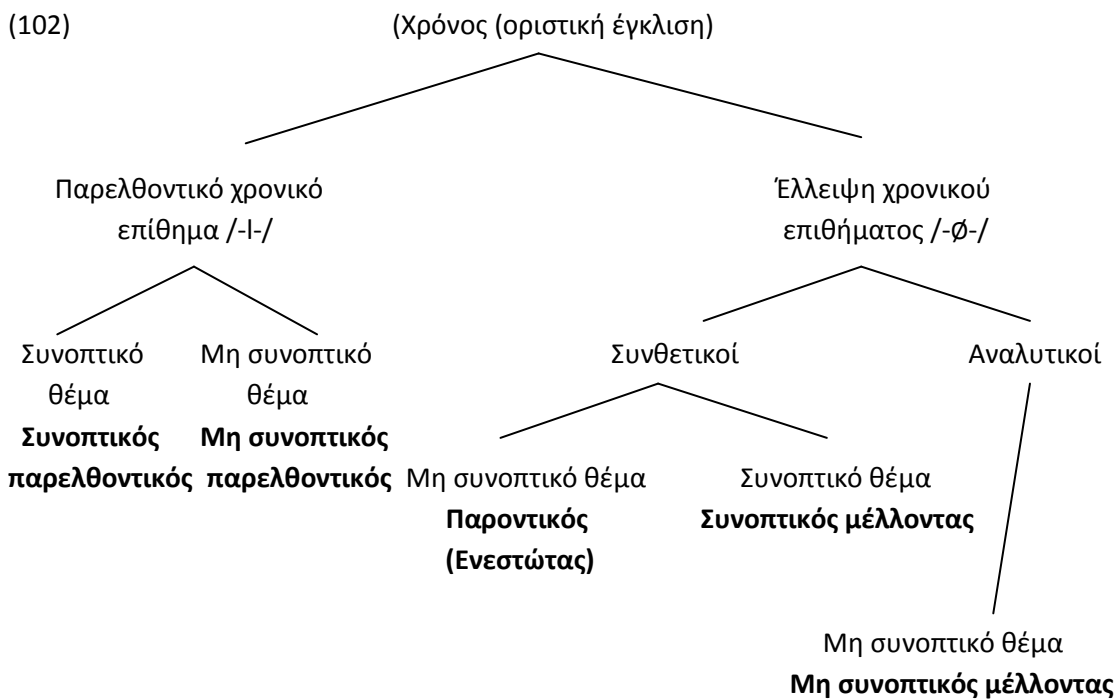 (102) (Χρόνος (οριστική έγκλιση)
Παρελθοντικό χρονικό
επίθημα /-l-/
Έλλειψη χρονικού
επιθήματος /-Ø-/
Συνοπτικό
θέμα
Συνοπτικός
παρελθοντικός
Μη συνοπτικό
θέμα
Μη συνοπτικός
παρελθοντικός
Συνθετικοί
Αναλυτικοί
Μη συνοπτικό θέμα
Παροντικός
(Ενεστώτας)
Συνοπτικό θέμα
Συνοπτικός μέλλοντας
Μη συνοπτικό θέμα
Μη συνοπτικός μέλλοντας